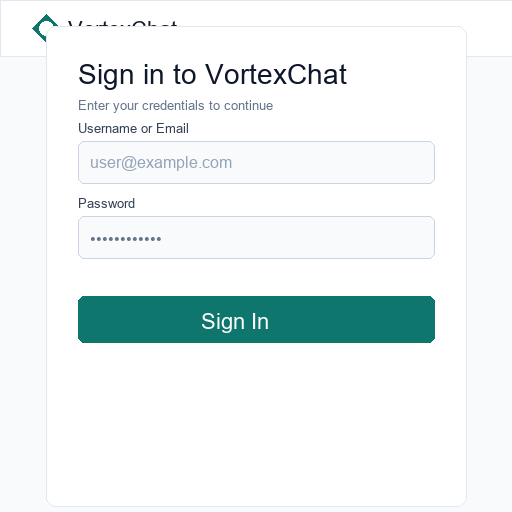 VortexChat
Sign in to VortexChat
Enter your credentials to continue
Username or Email
user@example.com
Password
••••••••••••
Sign In